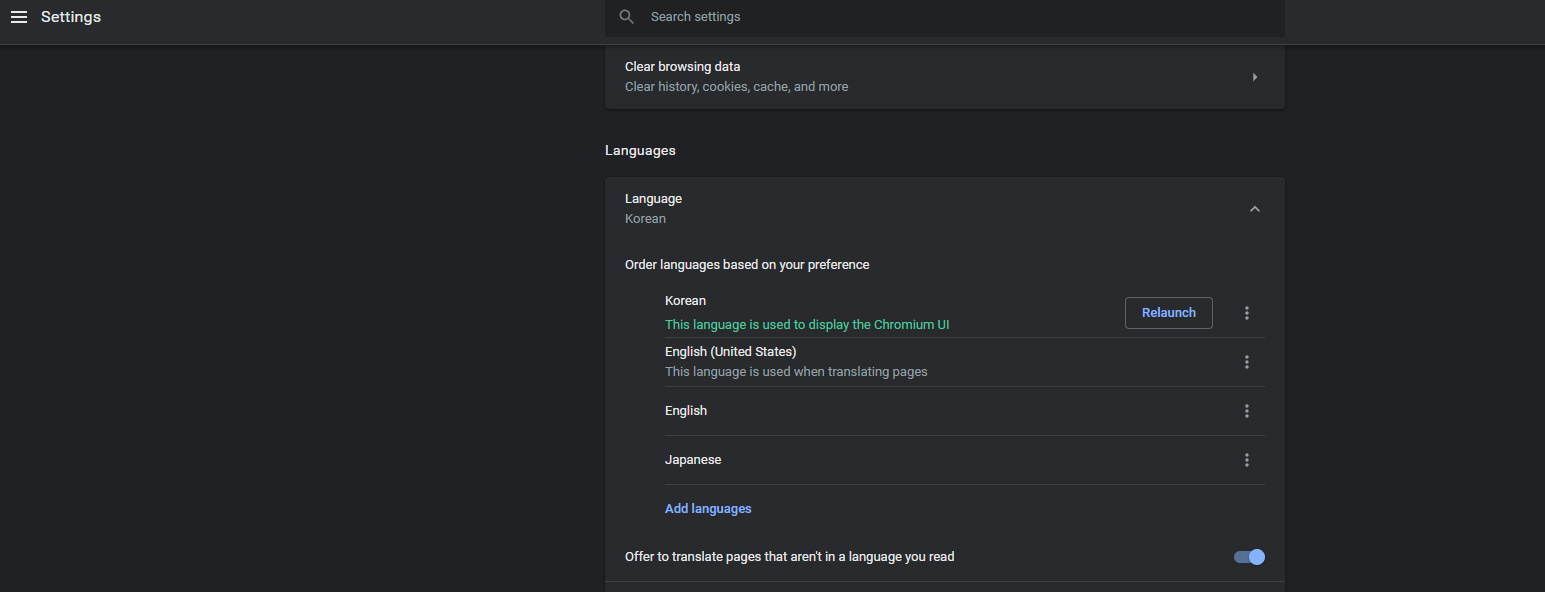 Settings
Search settings
Clear browsing data
Clear history, cookies, cache, and more
Languages
Language
Korean
Order languages based on your preference
Korean
This language is used to display the Chromium UI
Relaunch
English (United States)
This language is used when translating pages
English
Japanese
Add languages
Offer to translate pages that aren't in a language you read